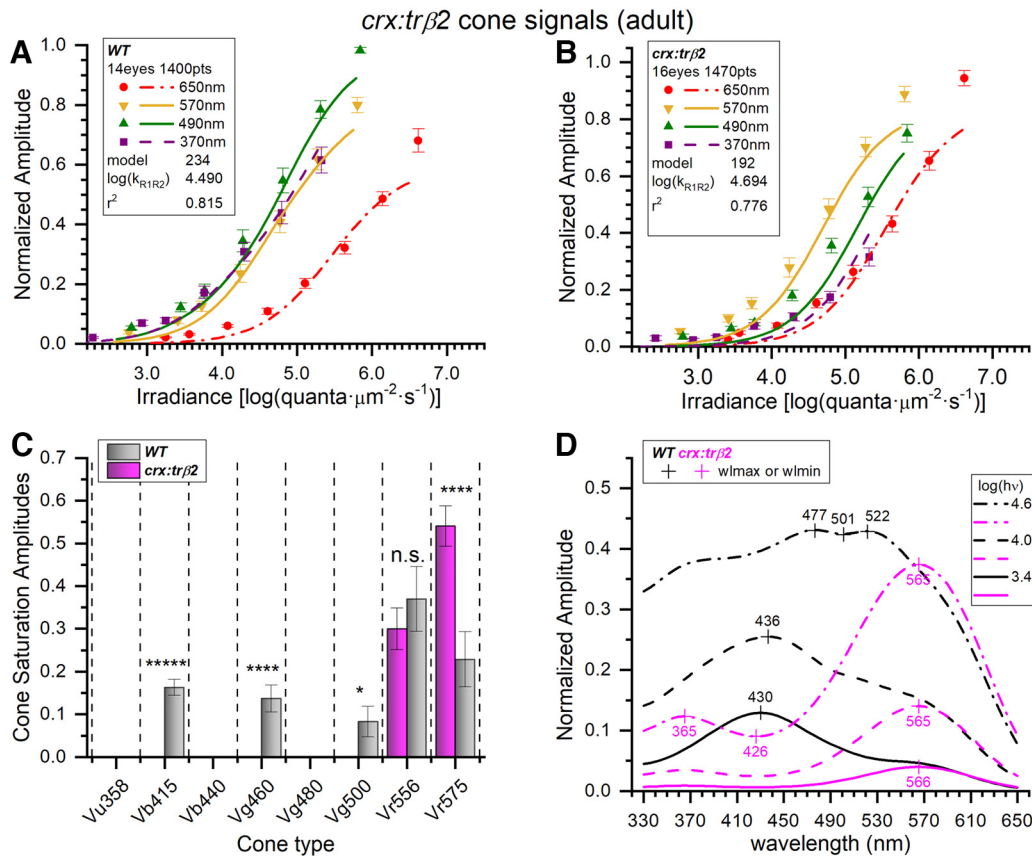 crx:trβ2 cone signals (adult)
A
WT
14eyes 1400pts
650nm
570nm
490nm
370nm
model 234
log(kR1R2) 4.490
r² 0.815
Normalized Amplitude
1.0
0.8
0.6
0.4
0.2
0.0
3.0 4.0 5.0 6.0 7.0
Irradiance [log(quanta·μm⁻²·s⁻¹)]
B
crx:trβ2
16eyes 1470pts
650nm
570nm
490nm
370nm
model 192
log(kR1R2) 4.694
r² 0.776
Normalized Amplitude
1.0
0.8
0.6
0.4
0.2
0.0
3.0 4.0 5.0 6.0 7.0
Irradiance [log(quanta·μm⁻²·s⁻¹)]
C
WT
crx:trβ2
Cone Saturation Amplitudes
0.7
0.6
0.5
0.4
0.3
0.2
0.1
0.0
*****
****
*
n.s.
****
Vu358 Vb415 Vb440 Vg460 Vg480 Vg500 Vr556 Vr575
Cone type
D
WT crx:trβ2
wlmax or wlmin
log(hν)
4.6
4.0
3.4
Normalized Amplitude
0.5
0.4
0.3
0.2
0.1
0.0
477 501 522
565
436
430
365
426
565
566
330 370 410 450 490 530 570 610 650
wavelength (nm)